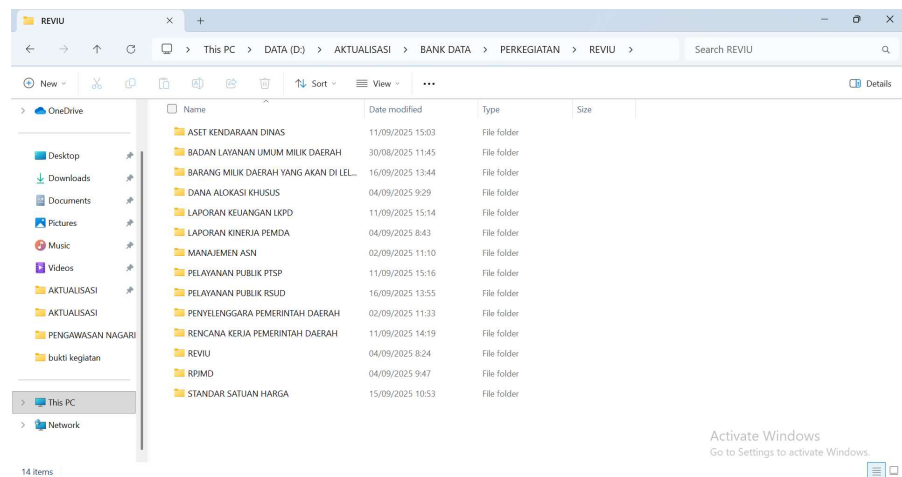 REVIU
This PC > DATA (D:) > AKTUALISASI > BANK DATA > PERKEGIATAN > REVIU >
Search REVIU
New
Sort
View
Details
Name Date modified Type Size
OneDrive
Desktop
Downloads
Documents
Pictures
Music
Videos
AKTUALISASI
AKTUALISASI
PENGAWASAN NAGARI
bukti kegiatan
This PC
Network
ASET KENDARAAN DINAS 11/09/2025 15:03 File folder
BADAN LAYANAN UMUM MILIK DAERAH 30/08/2025 11:45 File folder
BARANG MILIK DAERAH YANG AKAN DI LEL... 16/09/2025 13:44 File folder
DANA ALOKASI KHUSUS 04/09/2025 9:29 File folder
LAPORAN KEUANGAN LKPD 11/09/2025 15:14 File folder
LAPORAN KINERJA PEMDA 04/09/2025 8:43 File folder
MANAJEMEN ASN 02/09/2025 11:10 File folder
PELAYANAN PUBLIK PTSP 11/09/2025 15:16 File folder
PELAYANAN PUBLIK RSUD 16/09/2025 13:55 File folder
PENYELENGGARA PEMERINTAH DAERAH 02/09/2025 11:33 File folder
RENCANA KERJA PEMERINTAH DAERAH 11/09/2025 14:19 File folder
REVIU 04/09/2025 8:24 File folder
RPJMD 04/09/2025 9:47 File folder
STANDAR SATUAN HARGA 15/09/2025 10:53 File folder
Activate Windows
Go to Settings to activate Windows.
14 items